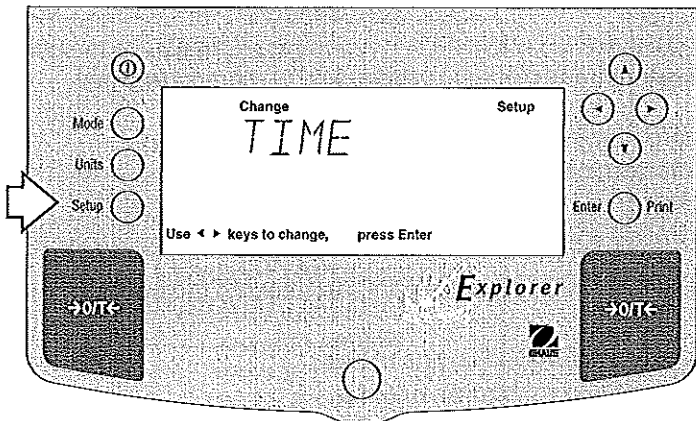 Change Setup
TIME
Mode
Units
Setup
Use ◄ ► keys to change, press Enter
Enter Print
→0/T←
Explorer
→0/T←
OHAUS